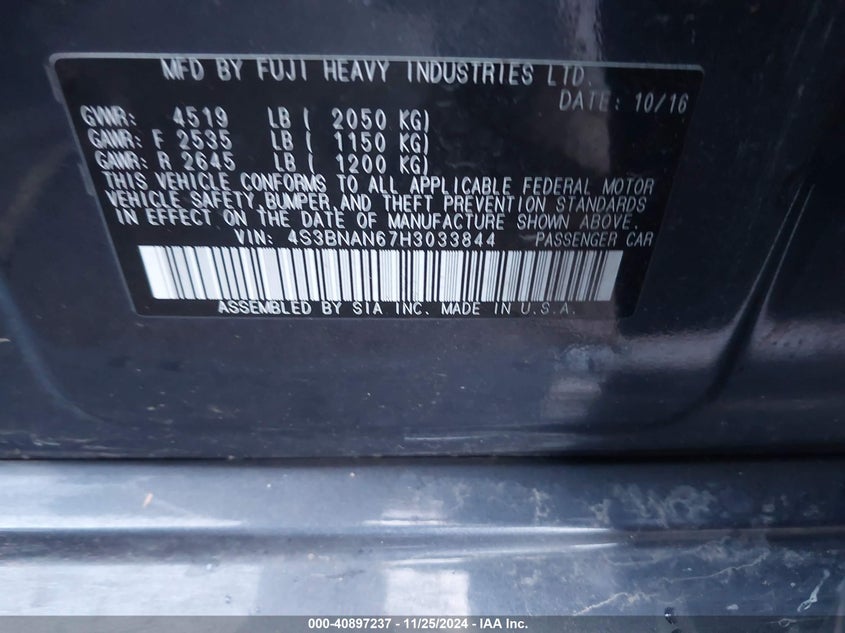 MFD BY FUJI HEAVY INDUSTRIES LTD.
DATE: 10/16
GVWR: 4519 LB ( 2050 KG)
GAWR: F 2535 LB ( 1150 KG)
GAWR: R 2645 LB ( 1200 KG)
THIS VEHICLE CONFORMS TO ALL APPLICABLE FEDERAL MOTOR
VEHICLE SAFETY, BUMPER, AND THEFT PREVENTION STANDARDS
IN EFFECT ON THE DATE OF MANUFACTURE SHOWN ABOVE.
VIN: 4S3BNAN67H3033844 PASSENGER CAR
ASSEMBLED BY SIA INC. MADE IN U.S.A.
000-40897237 - 11/25/2024 - IAA Inc.